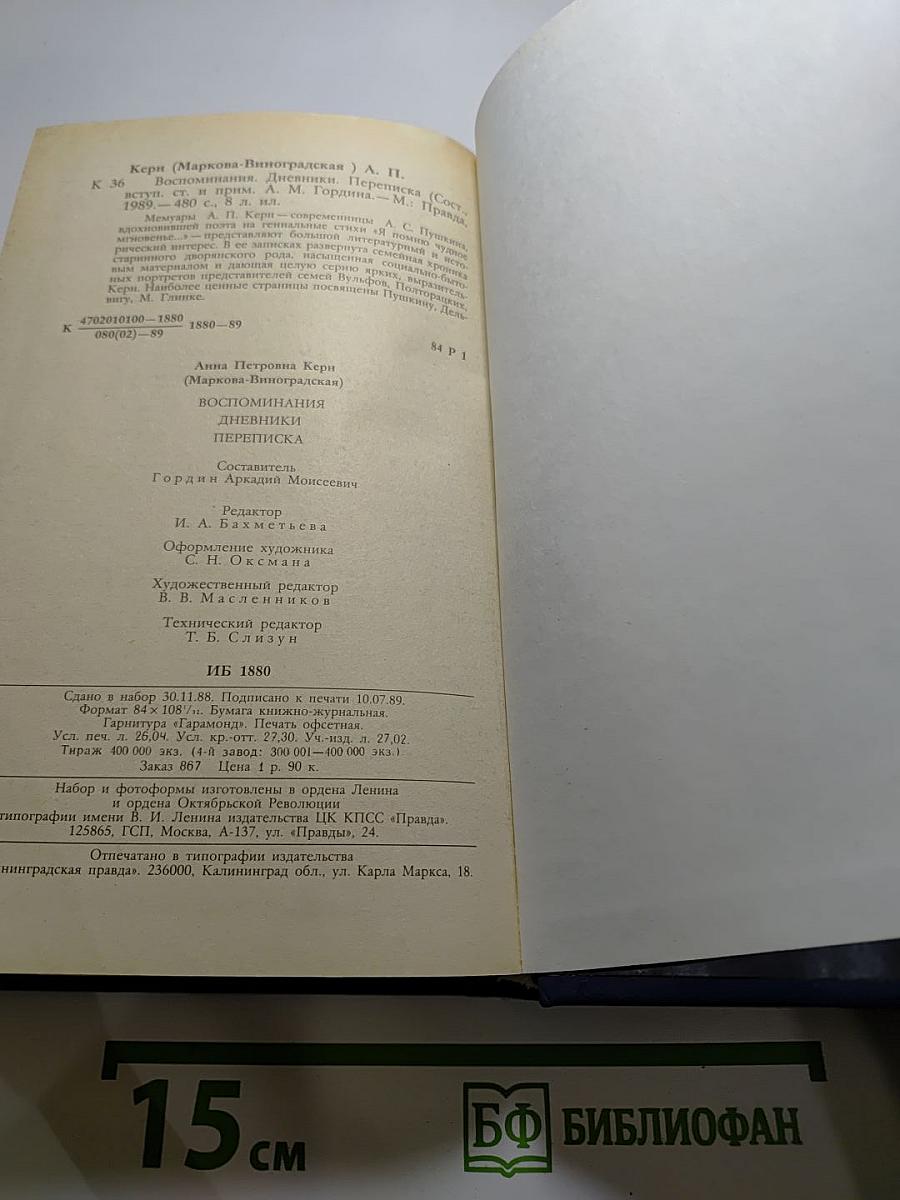 Керн (Маркова-Виноградская ) А. П.
К 36 Воспоминания. Дневники. Переписка (Сост.,
вступ. ст. и прим. А. М. Гордина.— М.: Правда,
1989.— 480 с., 8 л. ил.
Мемуары А. П. Керн — современницы А. С. Пушкина,
вдохновившей поэта на гениальные стихи «Я помню чудное
мгновенье...» — представляют большой литературный и исто-
рический интерес. В ее записках развернута семейная хроника
старинного дворянского рода, насыщенная социально-быто-
вым материалом и дающая целую серию ярких, выразитель-
ных портретов представителей семей Вульфов, Полторацких,
Керн. Наиболее ценные страницы посвящены Пушкину, Дель-
вигу, М. Глинке.
К 4702010100—1880
080(02)—89 1880—89
84 Р 1
Анна Петровна Керн
(Маркова-Виноградская)
ВОСПОМИНАНИЯ
ДНЕВНИКИ
ПЕРЕПИСКА
Составитель
Гордин Аркадий Моисеевич
Редактор
И. А. Бахметьева
Оформление художника
С. Н. Оксмана
Художественный редактор
В. В. Масленников
Технический редактор
Т. Б. Слизун
ИБ 1880
Сдано в набор 30.11.88. Подписано к печати 10.07.89.
Формат 84×108¹/₃₂. Бумага книжно-журнальная.
Гарнитура «Гарамонд». Печать офсетная.
Усл. печ. л. 26,04. Усл. кр.-отт. 27,30. Уч.-изд. л. 27,02.
Тираж 400 000 экз. (4-й завод: 300 001—400 000 экз.)
Заказ 867 Цена 1 р. 90 к.
Набор и фотоформы изготовлены в ордена Ленина
и ордена Октябрьской Революции
типографии имени В. И. Ленина издательства ЦК КПСС «Правда».
125865, ГСП, Москва, А-137, ул. «Правды», 24.
Отпечатано в типографии издательства
нинградская правда». 236000, Калининград обл., ул. Карла Маркса, 18.
15 см
БФ БИБЛИОФАН